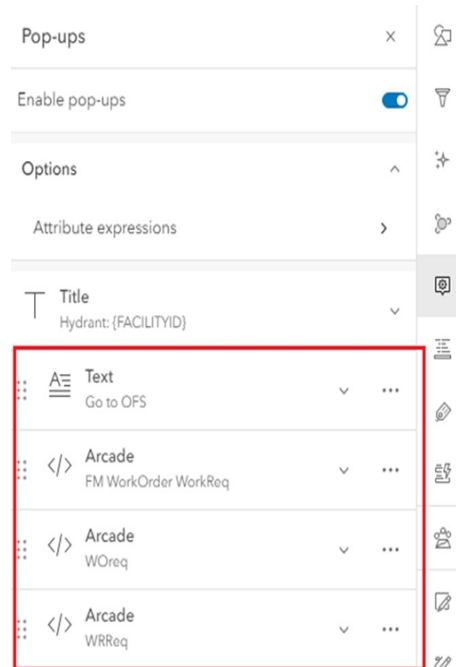 Pop-ups
Enable pop-ups
Options
Attribute expressions
Title
Hydrant: {FACILITYID}
Text
Go to OFS
Arcade
FM WorkOrder WorkReq
Arcade
WOreq
Arcade
WRReq